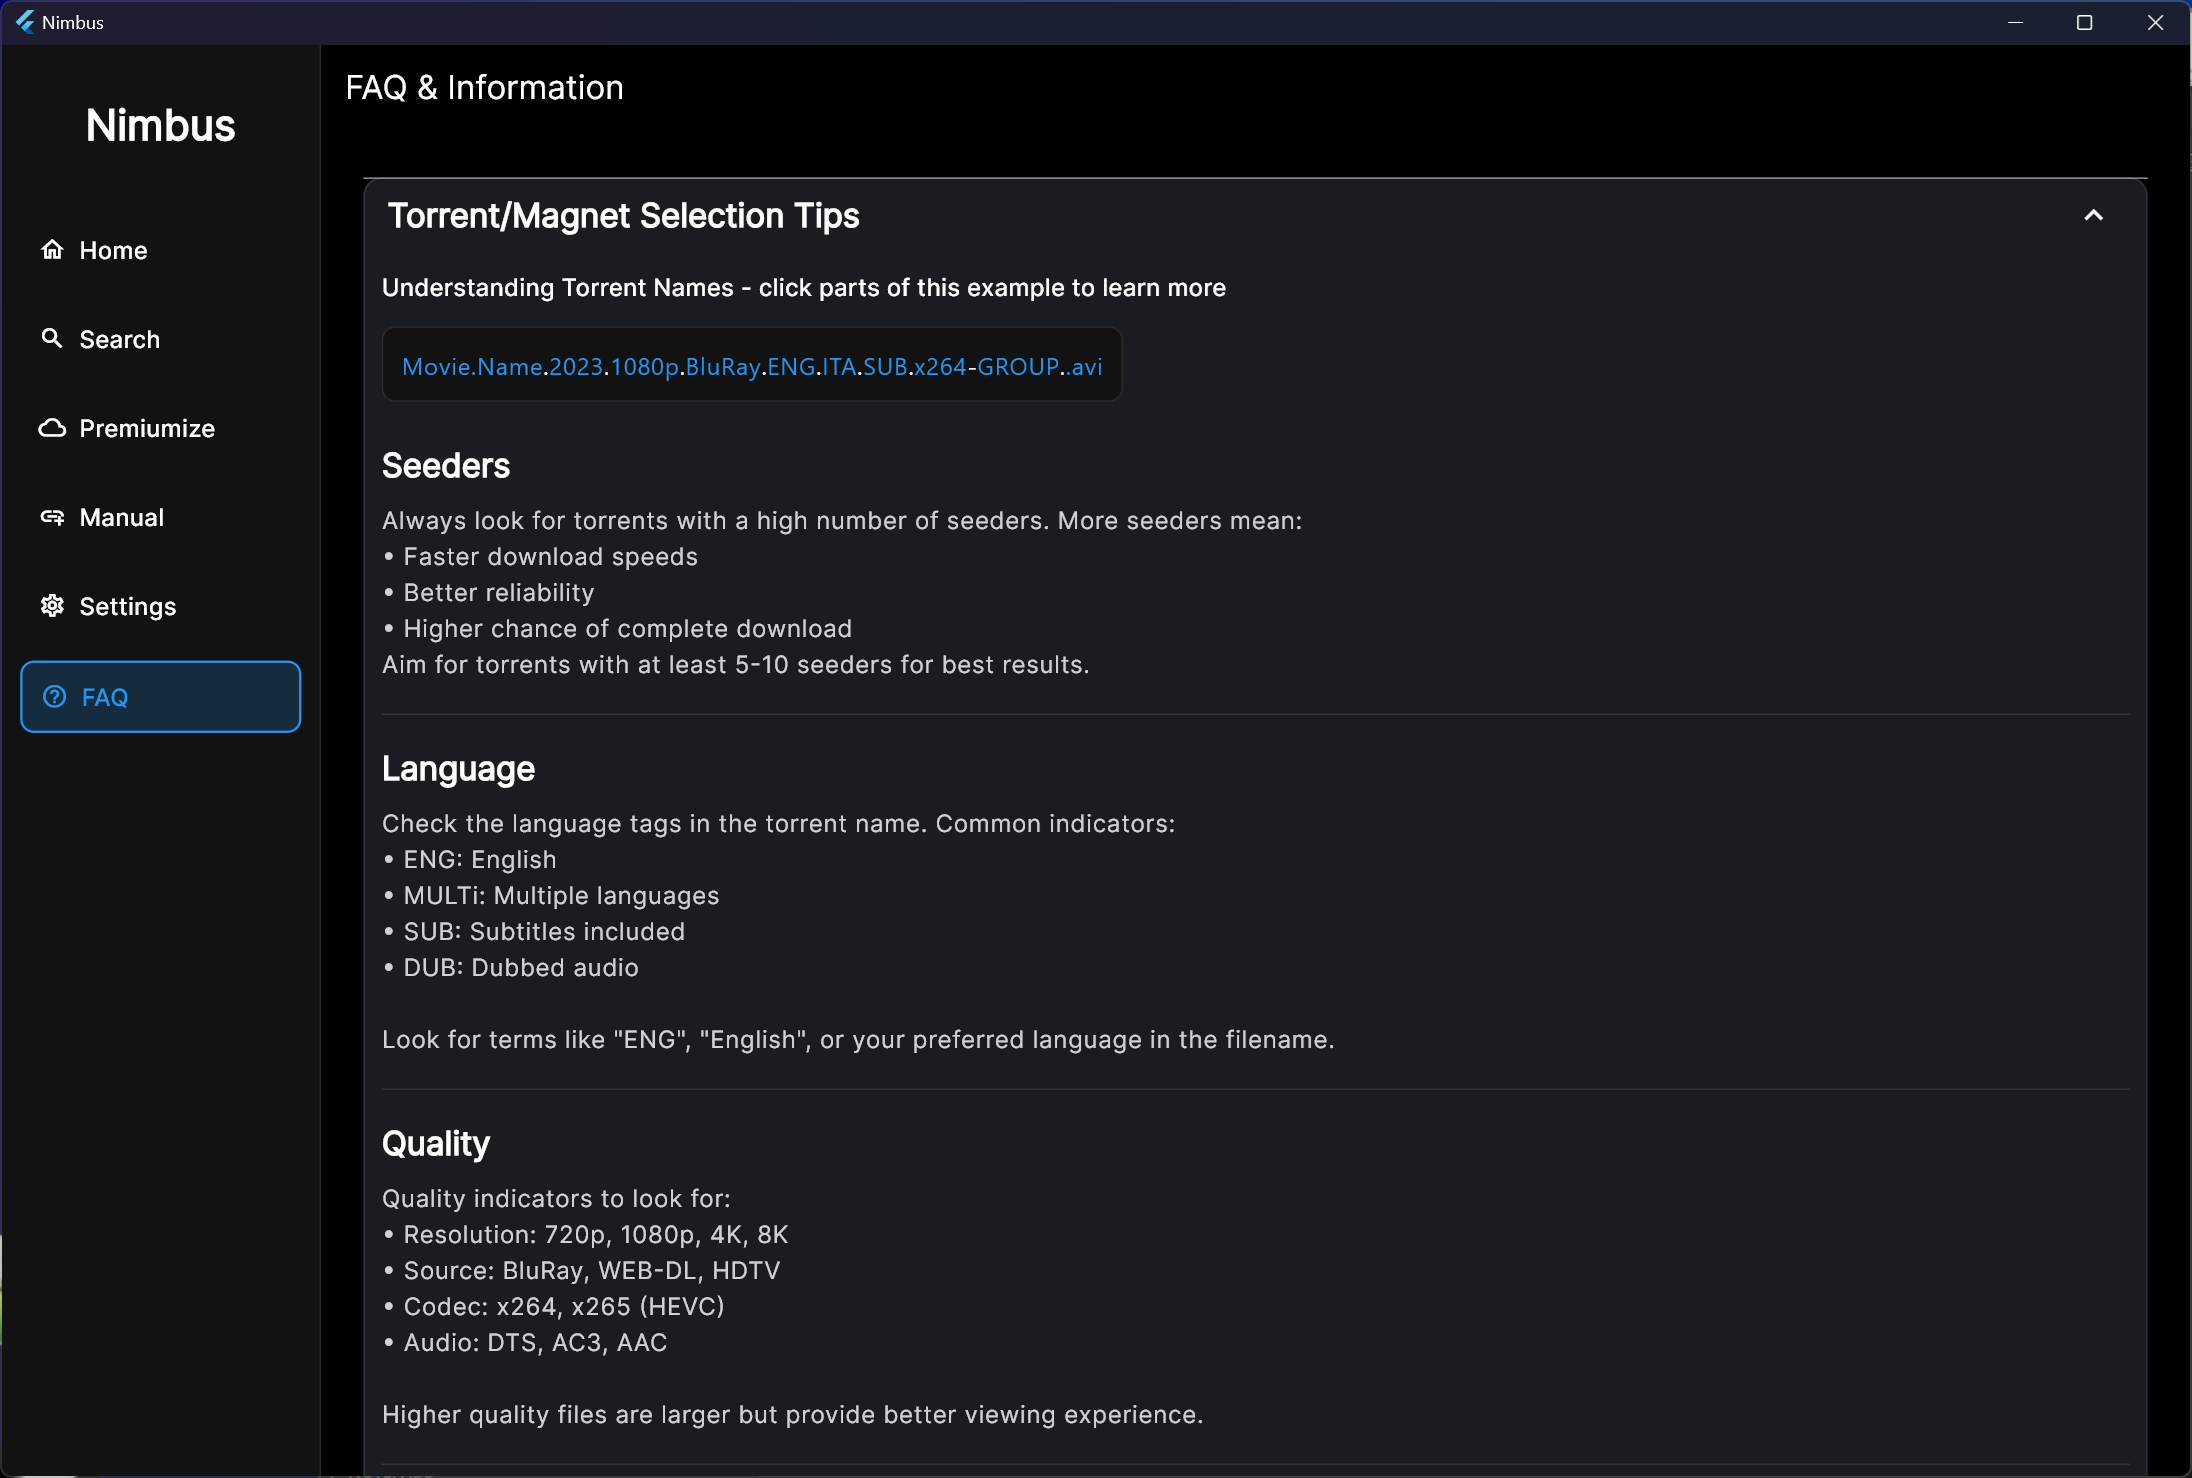 Nimbus
Nimbus
Home
Search
Premiumize
Manual
Settings
FAQ
FAQ & Information
Torrent/Magnet Selection Tips
Understanding Torrent Names - click parts of this example to learn more
Movie.Name.2023.1080p.BluRay.ENG.ITA.SUB.x264-GROUP..avi
Seeders
Always look for torrents with a high number of seeders. More seeders mean:
• Faster download speeds
• Better reliability
• Higher chance of complete download
Aim for torrents with at least 5-10 seeders for best results.
Language
Check the language tags in the torrent name. Common indicators:
• ENG: English
• MULTi: Multiple languages
• SUB: Subtitles included
• DUB: Dubbed audio
Look for terms like "ENG", "English", or your preferred language in the filename.
Quality
Quality indicators to look for:
• Resolution: 720p, 1080p, 4K, 8K
• Source: BluRay, WEB-DL, HDTV
• Codec: x264, x265 (HEVC)
• Audio: DTS, AC3, AAC
Higher quality files are larger but provide better viewing experience.